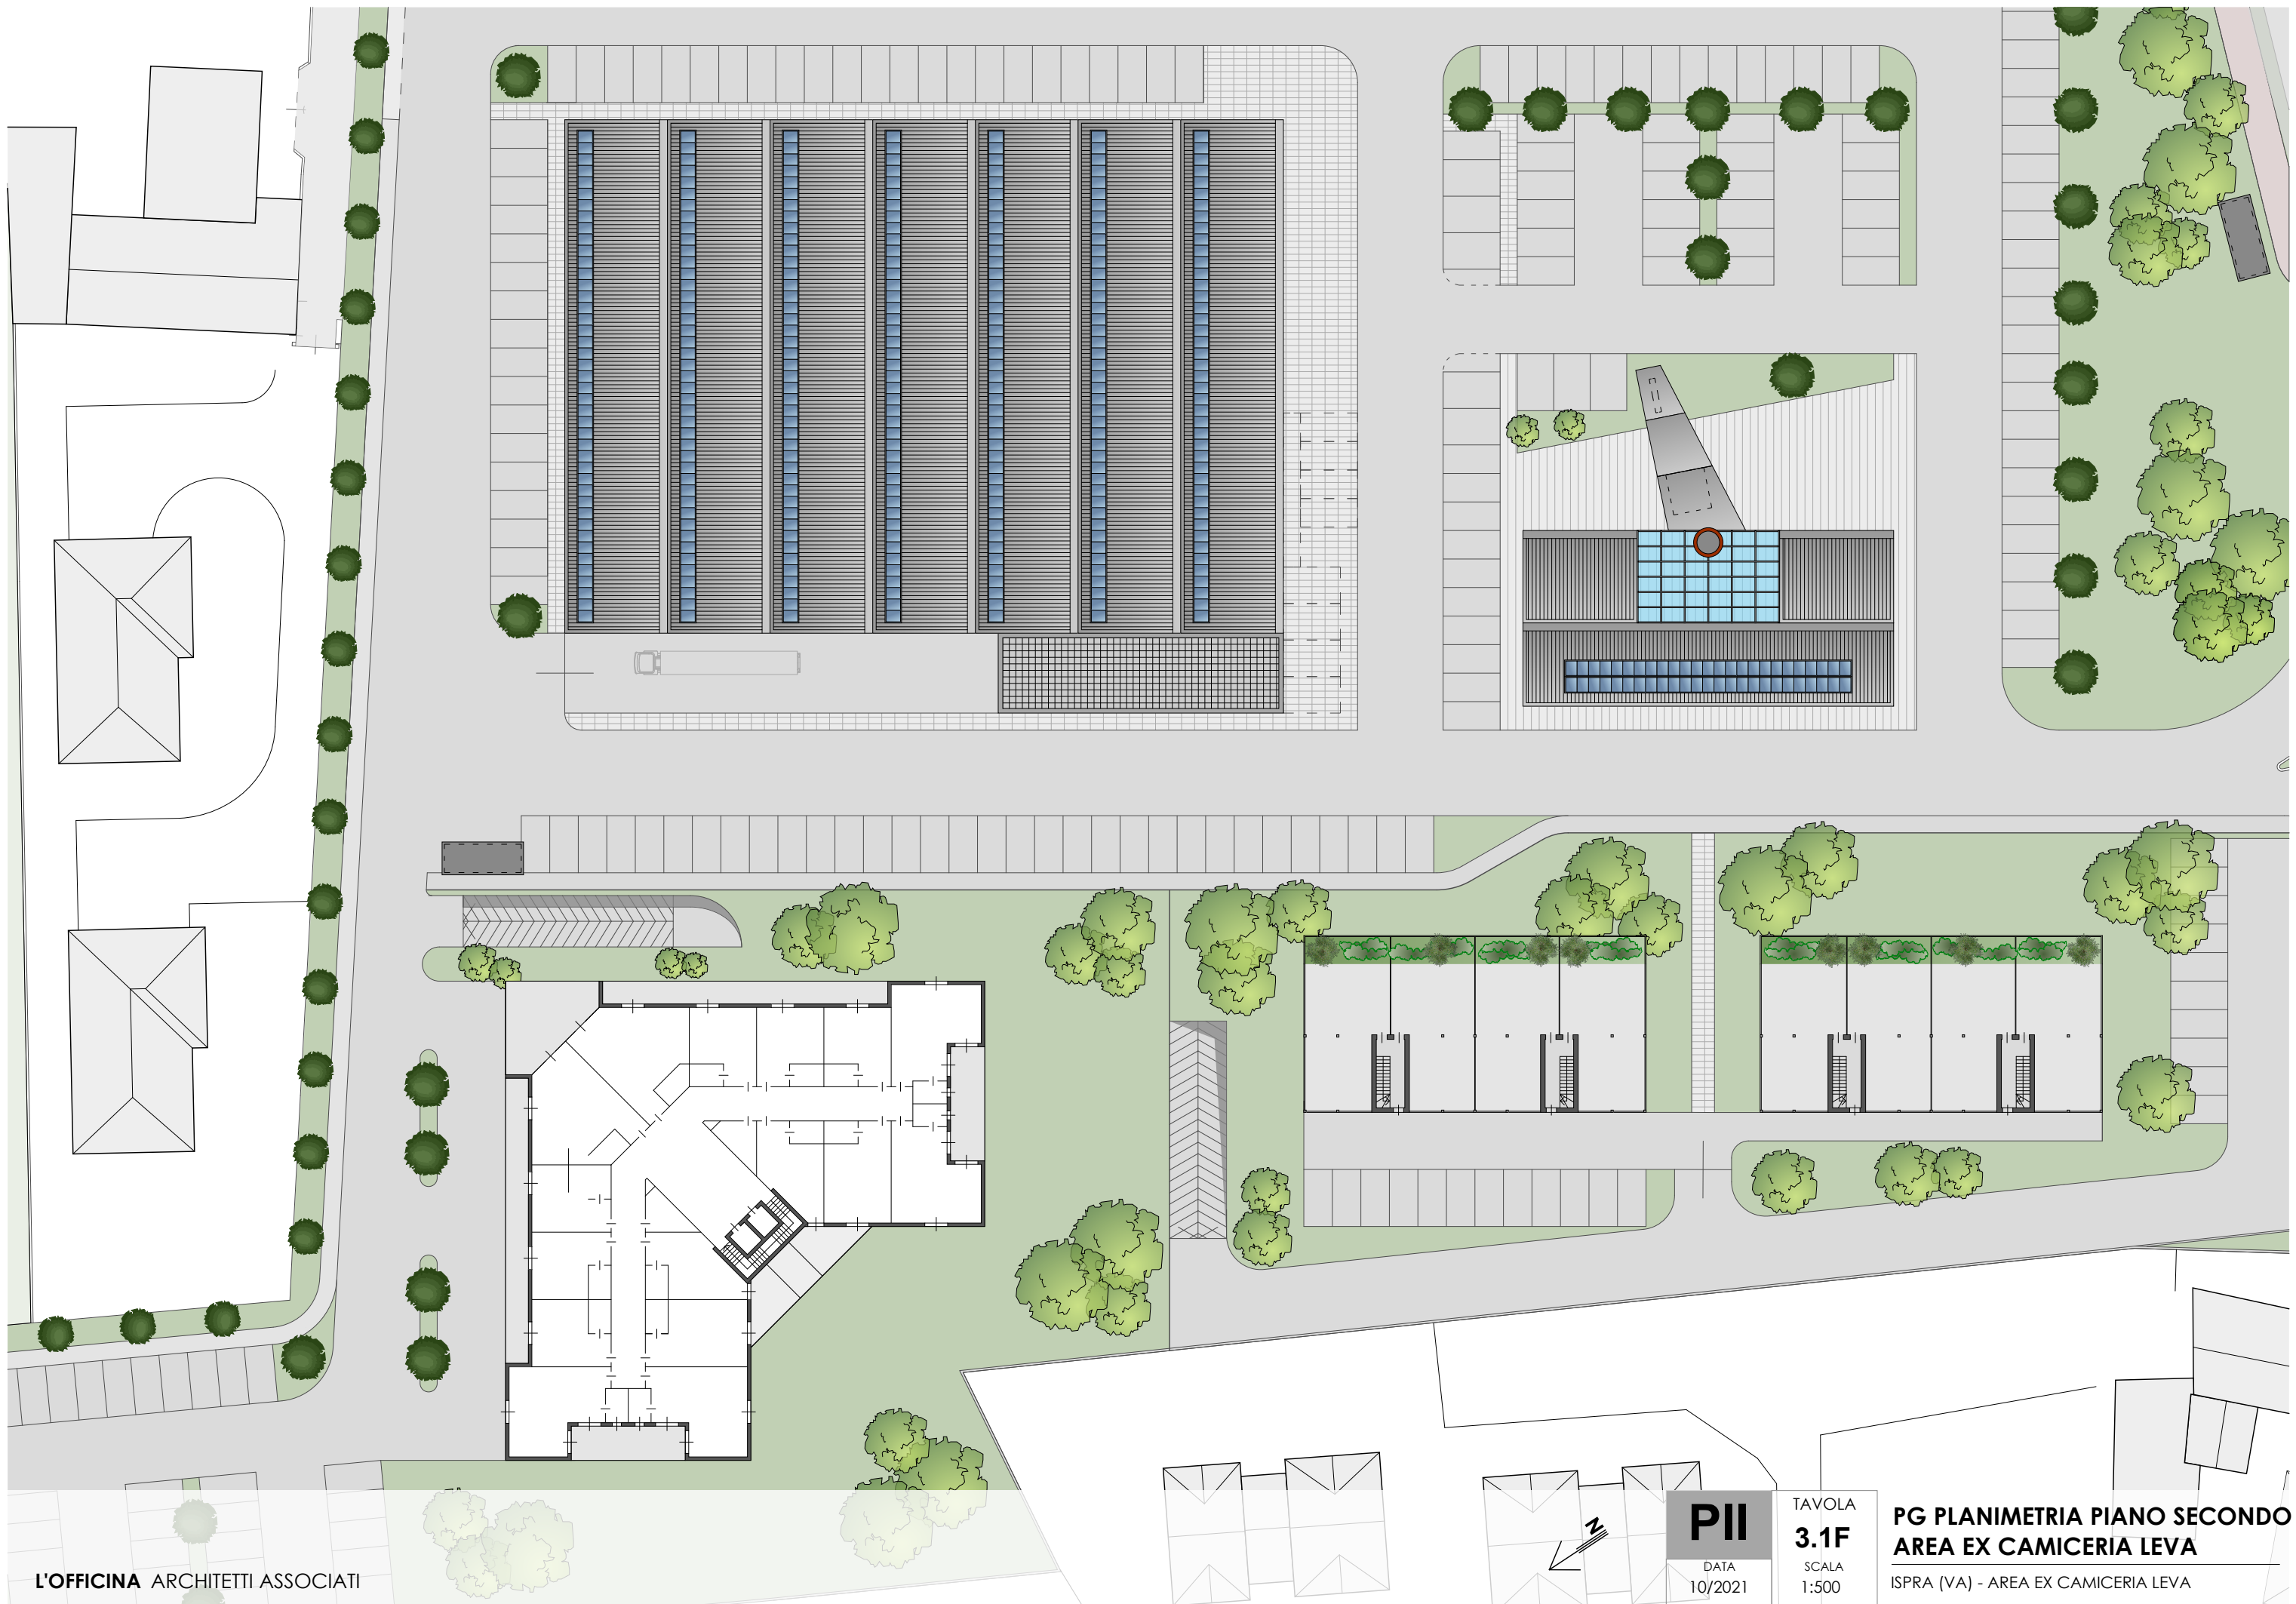 L'OFFICINA ARCHITETTI ASSOCIATI
N
PII
DATA
10/2021
TAVOLA
3.1F
SCALA
1:500
PG PLANIMETRIA PIANO SECONDO
AREA EX CAMICERIA LEVA
ISPRA (VA) - AREA EX CAMICERIA LEVA